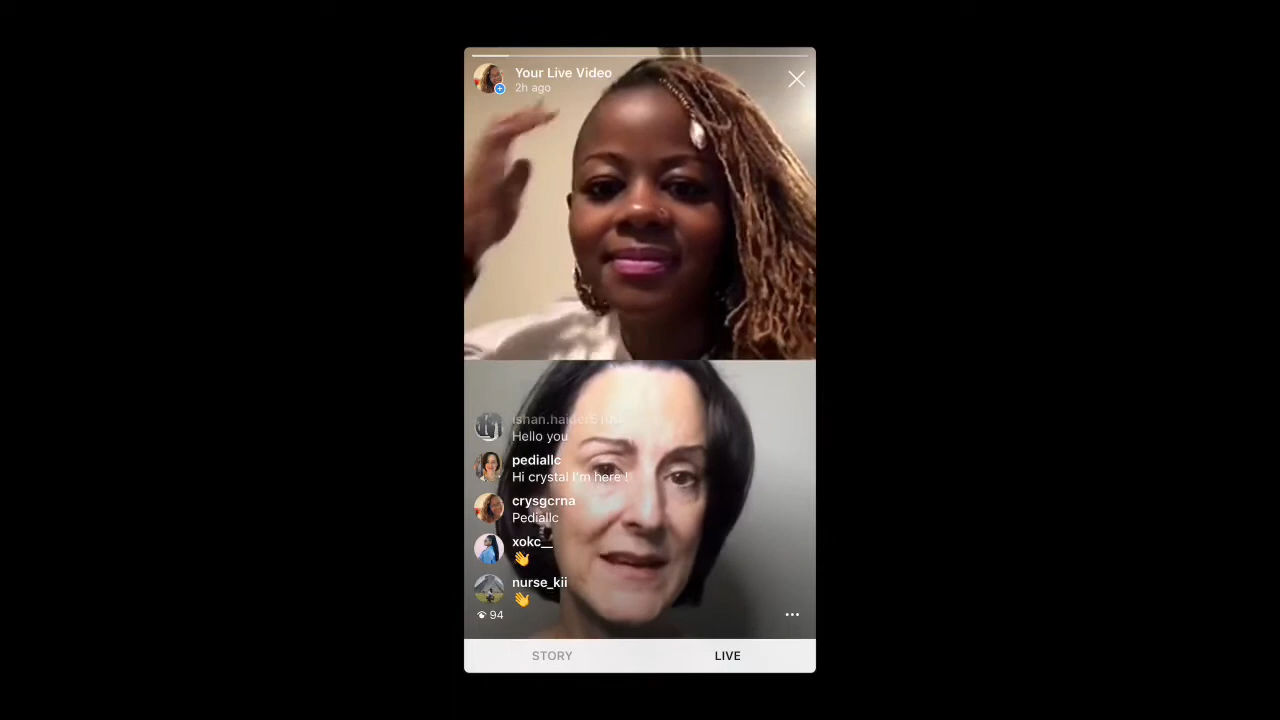 Your Live Video
2h ago
Hello you
pediallc
Hi crystal I'm here !
crysgcrna
Pediallc
xokc__
👋
nurse_kii
👋
94
STORY
LIVE